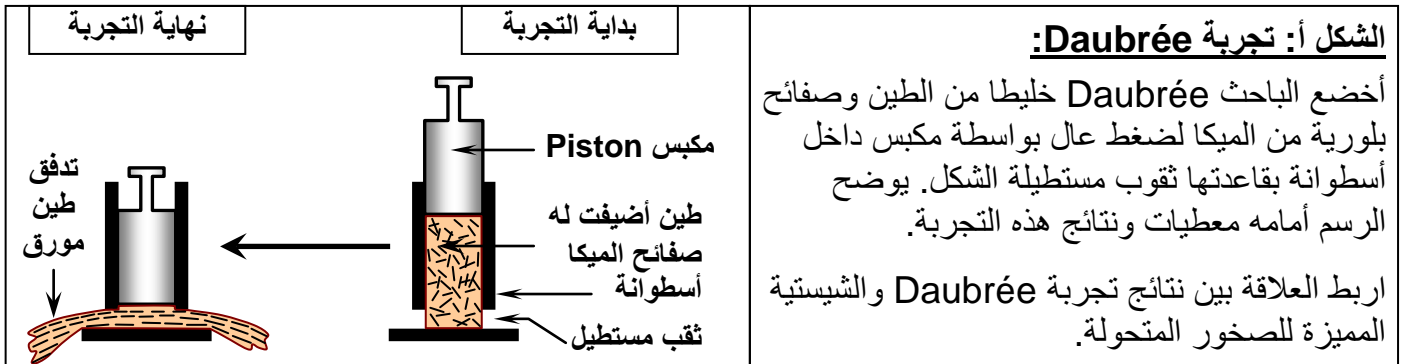 الشكل أ: تجربة Daubrée:
أخضع الباحث Daubrée خليطا من الطين وصفائح
بلورية من الميكا لضغط عال بواسطة مكبس داخل
أسطوانة بقاعدتها ثقوب مستطيلة الشكل. يوضح
الرسم أمامه معطيات ونتائج هذه التجربة.
اربط العلاقة بين نتائج تجربة Daubrée والشيستية
المميزة للصخور المتحولة.
بداية التجربة
مكبس Piston
طين أضيفت له
صفائح الميكا
أسطوانة
ثقب مستطيل
نهاية التجربة
تدفق
طين
مورق